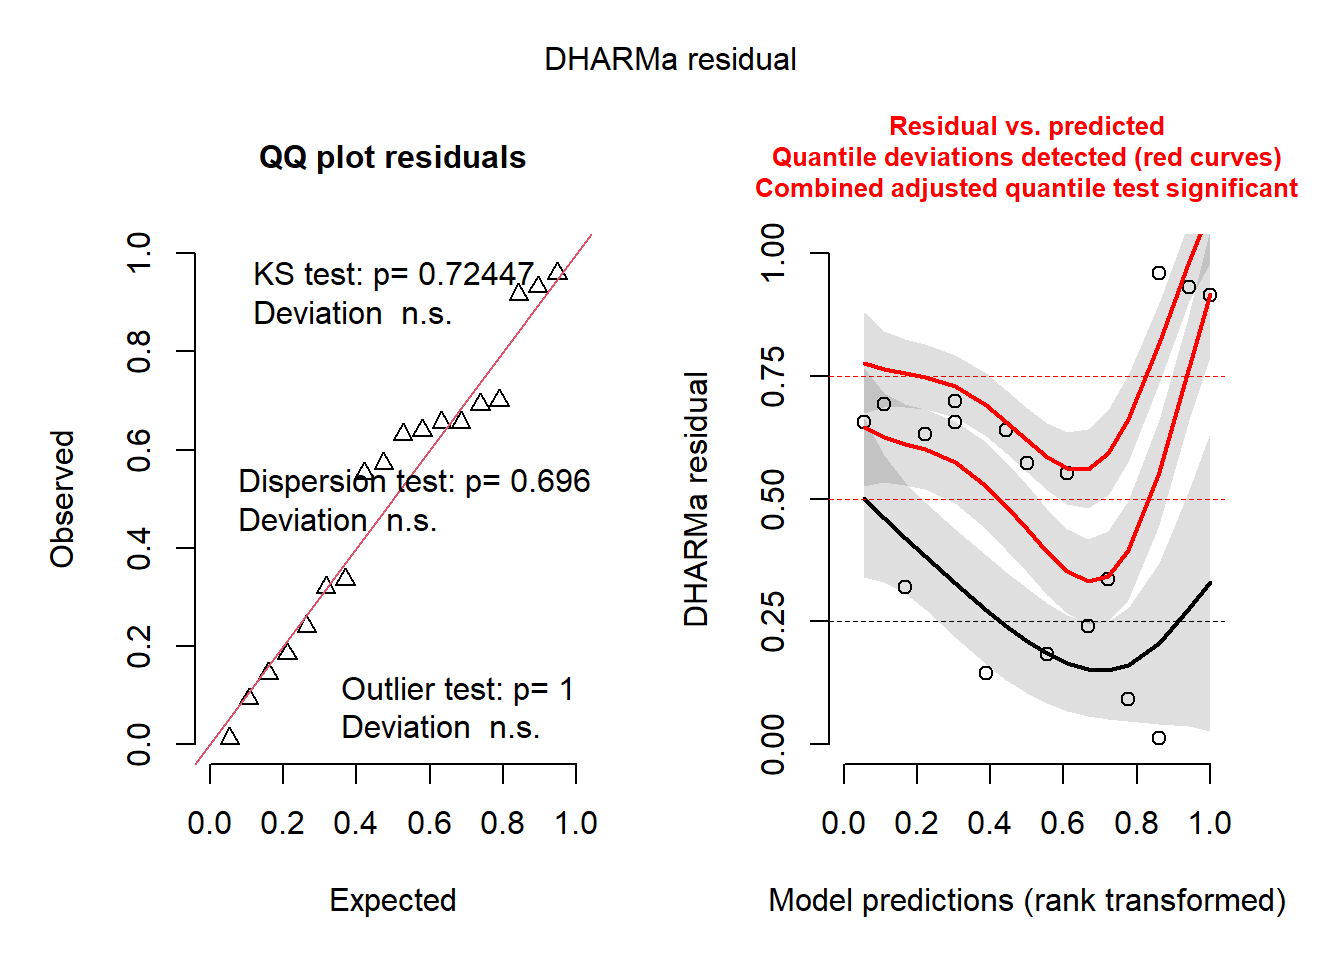 DHARMa residual
QQ plot residuals
KS test: p= 0.72447
Deviation  n.s.
Dispersion test: p= 0.696
Deviation  n.s.
Outlier test: p= 1
Deviation  n.s.
Observed
0.0 0.2 0.4 0.6 0.8 1.0
0.0 0.2 0.4 0.6 0.8 1.0
Expected
Residual vs. predicted
Quantile deviations detected (red curves)
Combined adjusted quantile test significant
DHARMa residual
0.00 0.25 0.50 0.75 1.00
0.0 0.2 0.4 0.6 0.8 1.0
Model predictions (rank transformed)